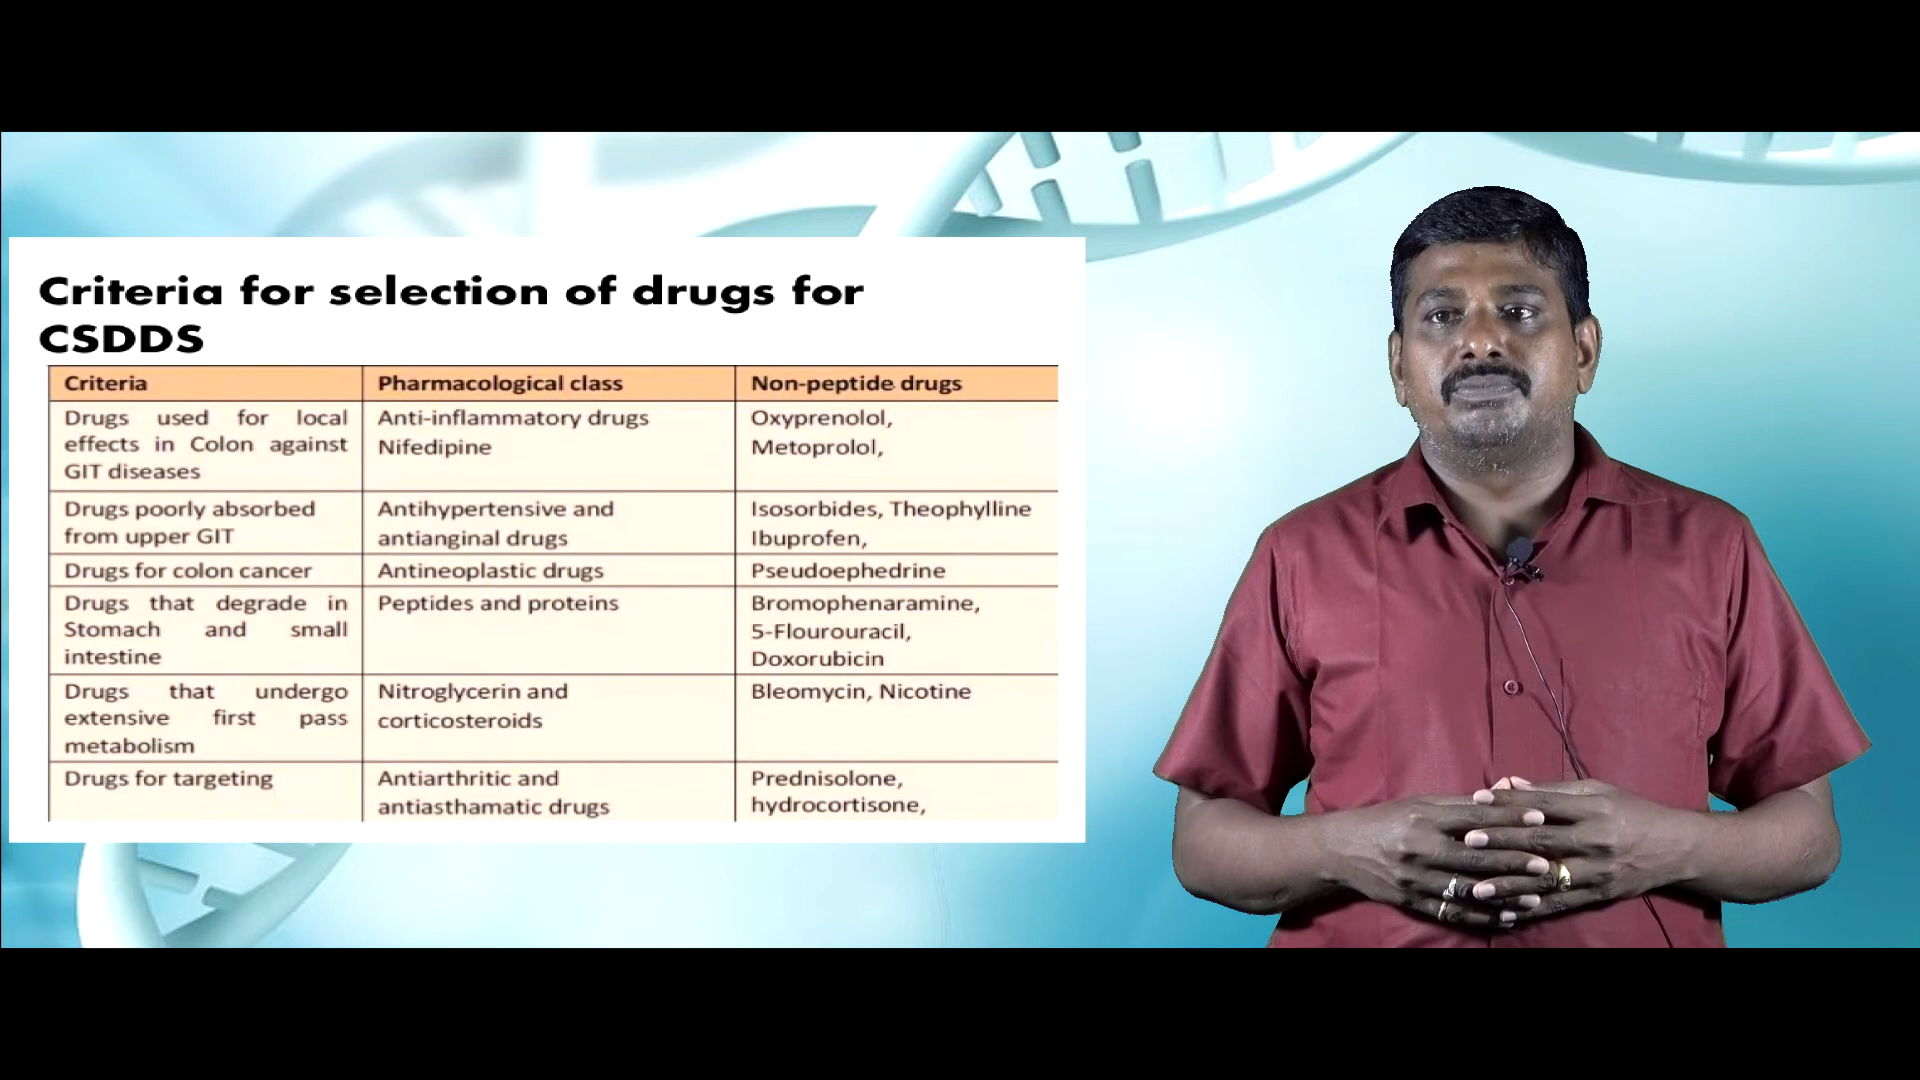 Criteria for selection of drugs for
CSDDS
Criteria
Pharmacological class
Non-peptide drugs
Drugs used for local
effects in Colon against
GIT diseases
Anti-inflammatory drugs
Nifedipine
Oxyprenolol,
Metoprolol,
Drugs poorly absorbed
from upper GIT
Antihypertensive and
antianginal drugs
Isosorbides, Theophylline
Ibuprofen,
Drugs for colon cancer
Antineoplastic drugs
Pseudoephedrine
Drugs that degrade in
Stomach and small
intestine
Peptides and proteins
Bromophenaramine,
5-Flourouracil,
Doxorubicin
Drugs that undergo
extensive first pass
metabolism
Nitroglycerin and
corticosteroids
Bleomycin, Nicotine
Drugs for targeting
Antiarthritic and
antiasthamatic drugs
Prednisolone,
hydrocortisone,